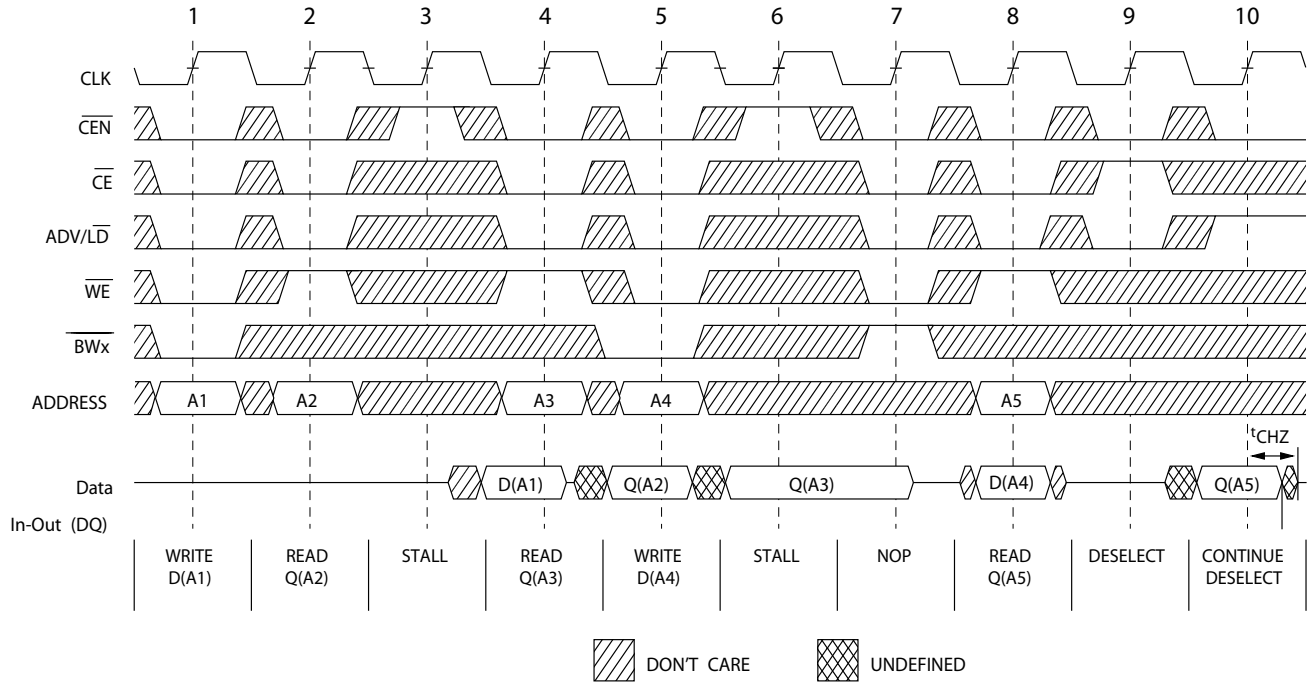 1 2 3 4 5 6 7 8 9 10
CLK
CEN
CE
ADV/LD
WE
BWx
ADDRESS A1 A2 A3 A4 A5
tCHZ
Data D(A1) Q(A2) Q(A3) D(A4) Q(A5)
In-Out (DQ)
WRITE READ STALL READ WRITE STALL NOP READ DESELECT CONTINUE
D(A1) Q(A2) Q(A3) D(A4) Q(A5) DESELECT
DON'T CARE UNDEFINED